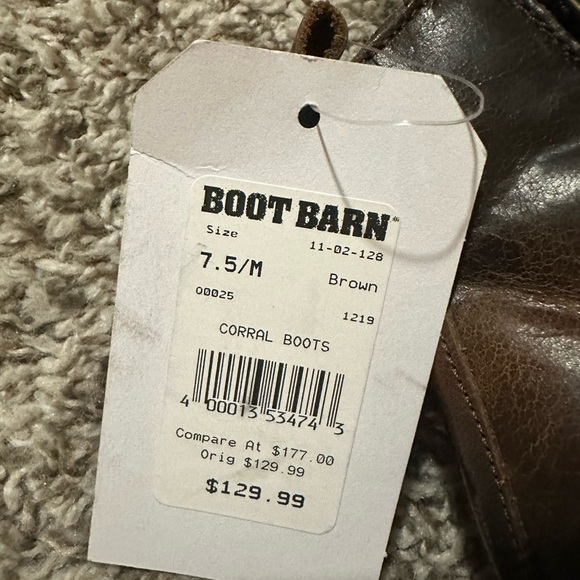 BOOT BARN
Size 11-02-128
7.5/M Brown
Q0025 1219
CORRAL BOOTS
4 00013 53474 3
Compare At $177.00
Orig $129.99
$129.99